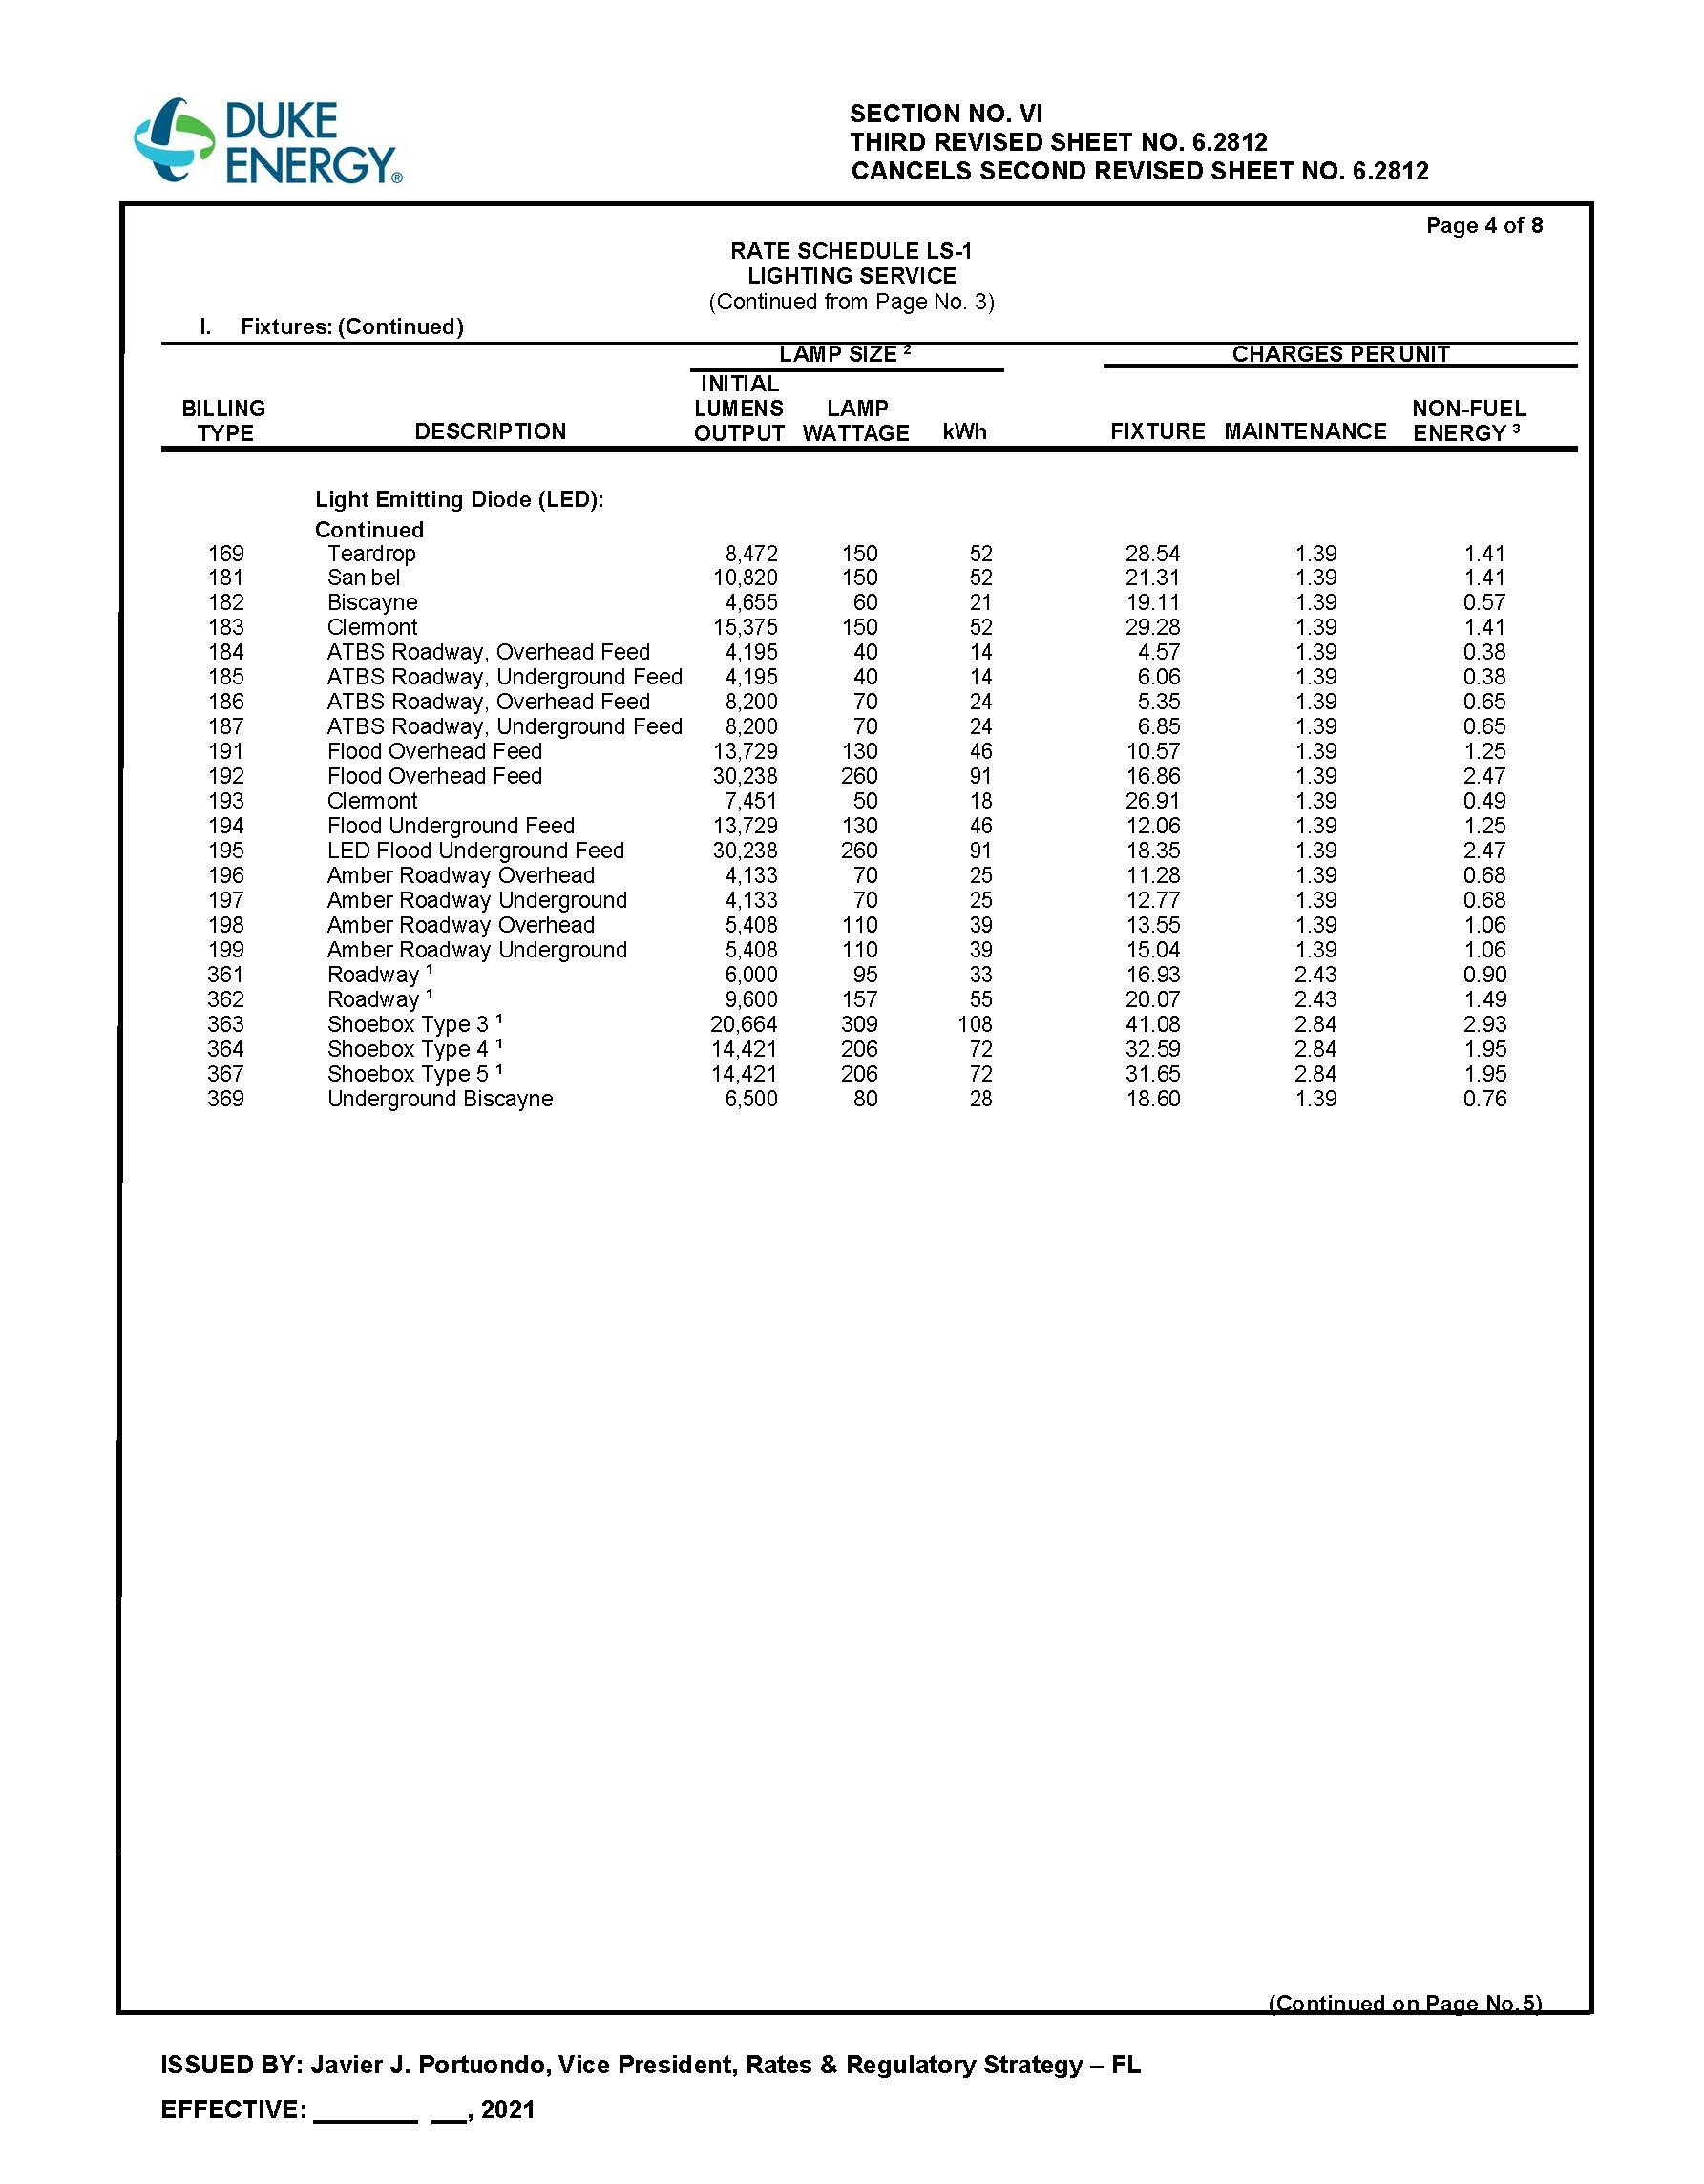 DUKE
ENERGY®
SECTION NO. VI
THIRD REVISED SHEET NO. 6.2812
CANCELS SECOND REVISED SHEET NO. 6.2812
Page 4 of 8
RATE SCHEDULE LS-1
LIGHTING SERVICE
(Continued from Page No. 3)
I. Fixtures: (Continued)
LAMP SIZE ² CHARGES PER UNIT
INITIAL
BILLING LUMENS LAMP NON-FUEL
TYPE DESCRIPTION OUTPUT WATTAGE kWh FIXTURE MAINTENANCE ENERGY ³
Light Emitting Diode (LED):
Continued
169 Teardrop 8,472 150 52 28.54 1.39 1.41
181 San bel 10,820 150 52 21.31 1.39 1.41
182 Biscayne 4,655 60 21 19.11 1.39 0.57
183 Clermont 15,375 150 52 29.28 1.39 1.41
184 ATBS Roadway, Overhead Feed 4,195 40 14 4.57 1.39 0.38
185 ATBS Roadway, Underground Feed 4,195 40 14 6.06 1.39 0.38
186 ATBS Roadway, Overhead Feed 8,200 70 24 5.35 1.39 0.65
187 ATBS Roadway, Underground Feed 8,200 70 24 6.85 1.39 0.65
191 Flood Overhead Feed 13,729 130 46 10.57 1.39 1.25
192 Flood Overhead Feed 30,238 260 91 16.86 1.39 2.47
193 Clermont 7,451 50 18 26.91 1.39 0.49
194 Flood Underground Feed 13,729 130 46 12.06 1.39 1.25
195 LED Flood Underground Feed 30,238 260 91 18.35 1.39 2.47
196 Amber Roadway Overhead 4,133 70 25 11.28 1.39 0.68
197 Amber Roadway Underground 4,133 70 25 12.77 1.39 0.68
198 Amber Roadway Overhead 5,408 110 39 13.55 1.39 1.06
199 Amber Roadway Underground 5,408 110 39 15.04 1.39 1.06
361 Roadway ¹ 6,000 95 33 16.93 2.43 0.90
362 Roadway ¹ 9,600 157 55 20.07 2.43 1.49
363 Shoebox Type 3 ¹ 20,664 309 108 41.08 2.84 2.93
364 Shoebox Type 4 ¹ 14,421 206 72 32.59 2.84 1.95
367 Shoebox Type 5 ¹ 14,421 206 72 31.65 2.84 1.95
369 Underground Biscayne 6,500 80 28 18.60 1.39 0.76
(Continued on Page No.5)
ISSUED BY: Javier J. Portuondo, Vice President, Rates & Regulatory Strategy – FL
EFFECTIVE: ________ ___, 2021